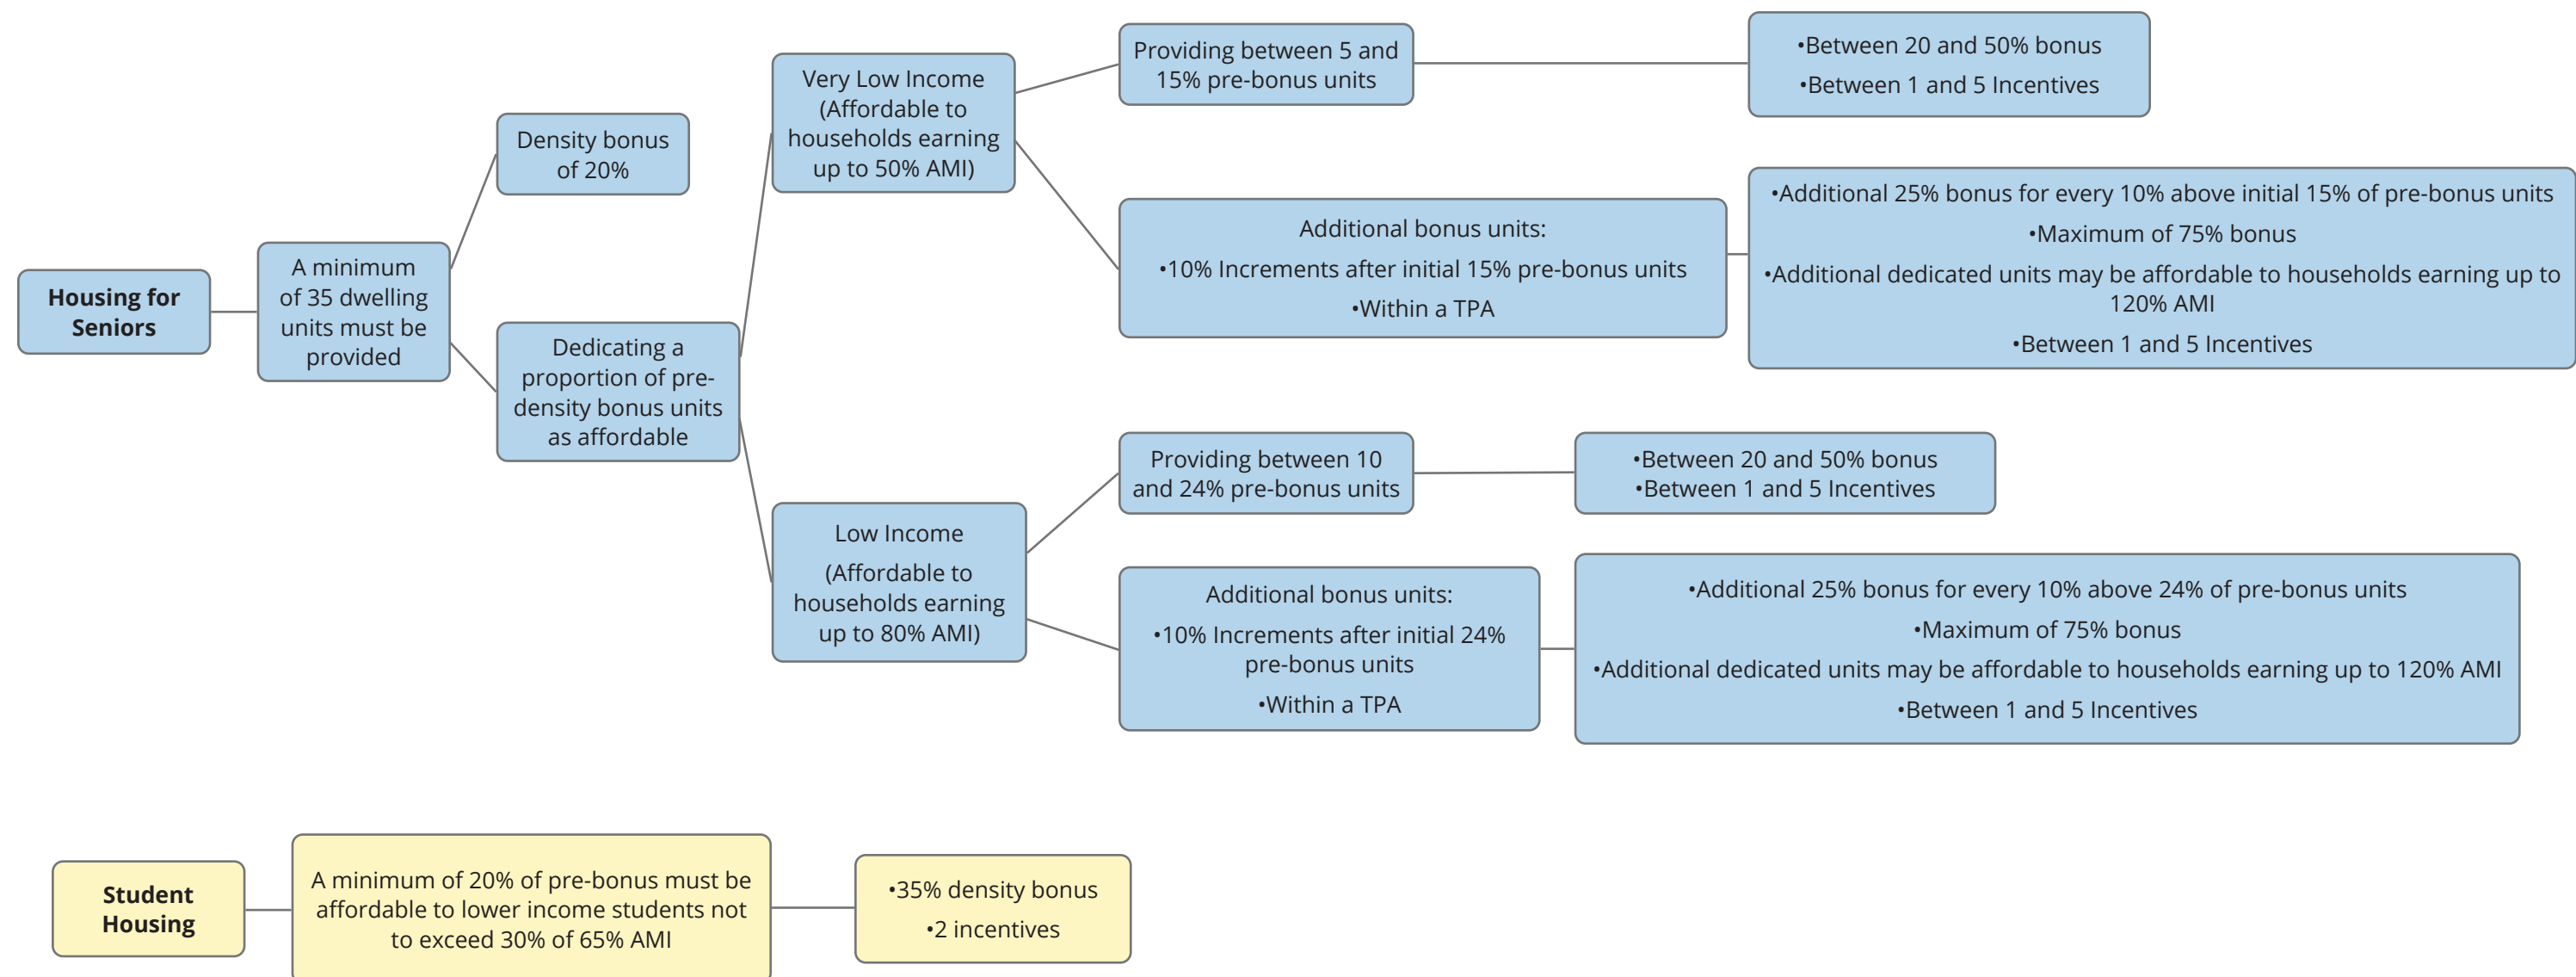 Housing for
Seniors
A minimum
of 35 dwelling
units must be
provided
Density bonus
of 20%
Dedicating a
proportion of pre-
density bonus units
as affordable
Very Low Income
(Affordable to
households earning
up to 50% AMI)
Providing between 5 and
15% pre-bonus units
•Between 20 and 50% bonus
•Between 1 and 5 Incentives
Additional bonus units:
•10% Increments after initial 15% pre-bonus units
•Within a TPA
•Additional 25% bonus for every 10% above initial 15% of pre-bonus units
•Maximum of 75% bonus
•Additional dedicated units may be affordable to households earning up to
120% AMI
•Between 1 and 5 Incentives
Low Income
(Affordable to
households earning
up to 80% AMI)
Providing between 10
and 24% pre-bonus units
•Between 20 and 50% bonus
•Between 1 and 5 Incentives
Additional bonus units:
•10% Increments after initial 24%
pre-bonus units
•Within a TPA
•Additional 25% bonus for every 10% above 24% of pre-bonus units
•Maximum of 75% bonus
•Additional dedicated units may be affordable to households earning up to 120% AMI
•Between 1 and 5 Incentives
Student
Housing
A minimum of 20% of pre-bonus must be
affordable to lower income students not
to exceed 30% of 65% AMI
•35% density bonus
•2 incentives